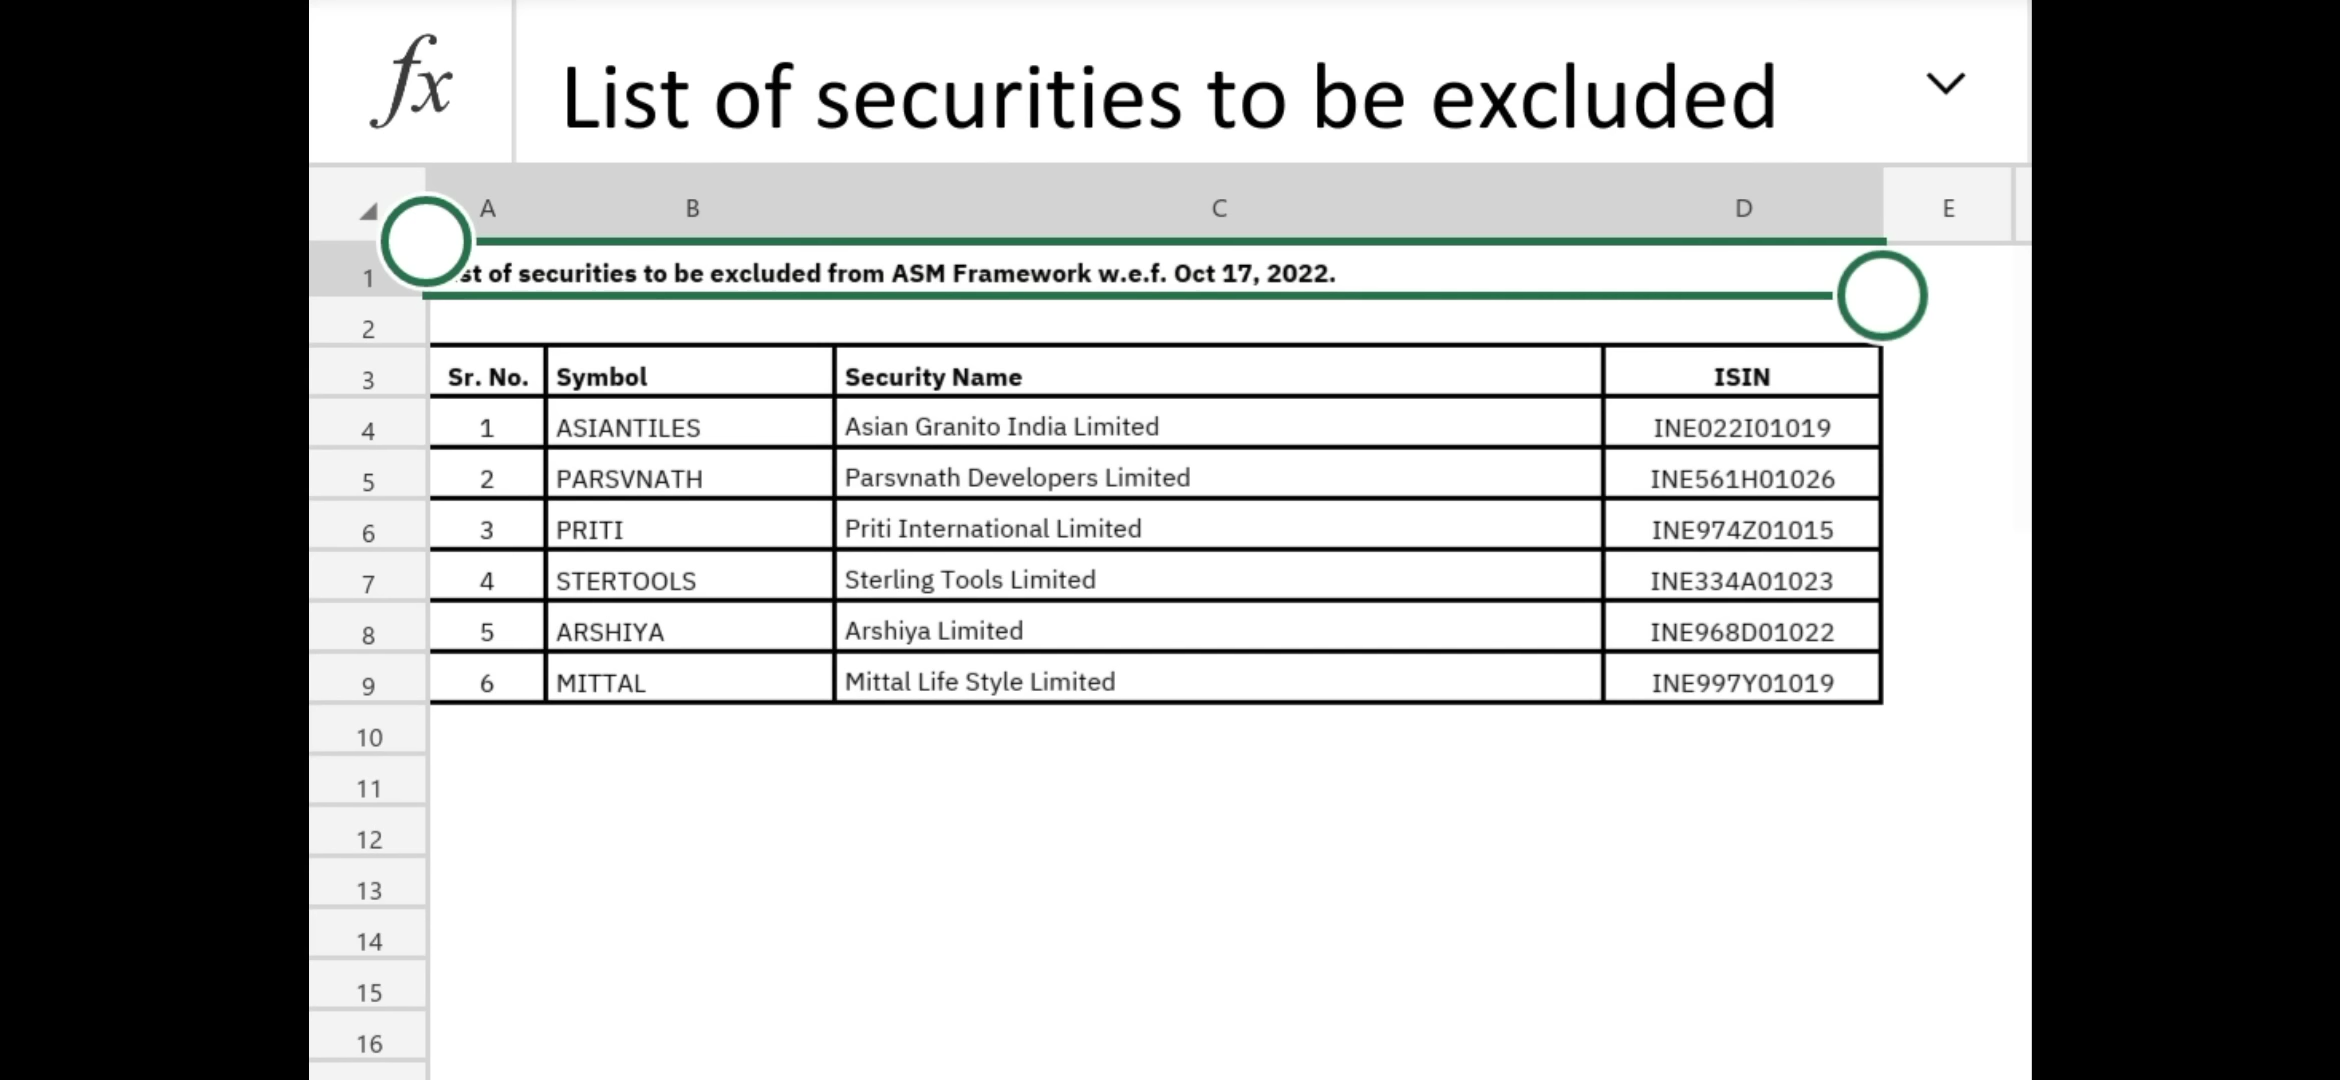 fx List of securities to be excluded
A B C D E
1 st of securities to be excluded from ASM Framework w.e.f. Oct 17, 2022.
2
3 Sr. No. Symbol Security Name ISIN
4 1 ASIANTILES Asian Granito India Limited INE022I01019
5 2 PARSVNATH Parsvnath Developers Limited INE561H01026
6 3 PRITI Priti International Limited INE974Z01015
7 4 STERTOOLS Sterling Tools Limited INE334A01023
8 5 ARSHIYA Arshiya Limited INE968D01022
9 6 MITTAL Mittal Life Style Limited INE997Y01019
10
11
12
13
14
15
16